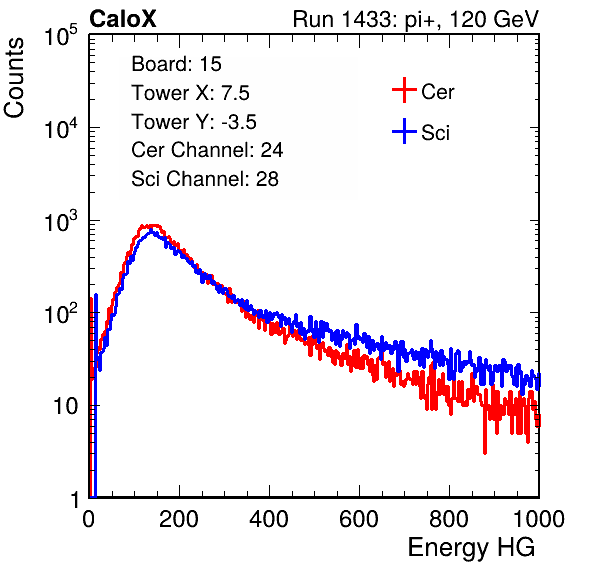 CaloX Run 1433: pi+, 120 GeV
Counts
Board: 15
Tower X: 7.5
Tower Y: -3.5
Cer Channel: 24
Sci Channel: 28
Cer
Sci
10^5
10^4
10^3
10^2
10
1
0 200 400 600 800 1000
Energy HG